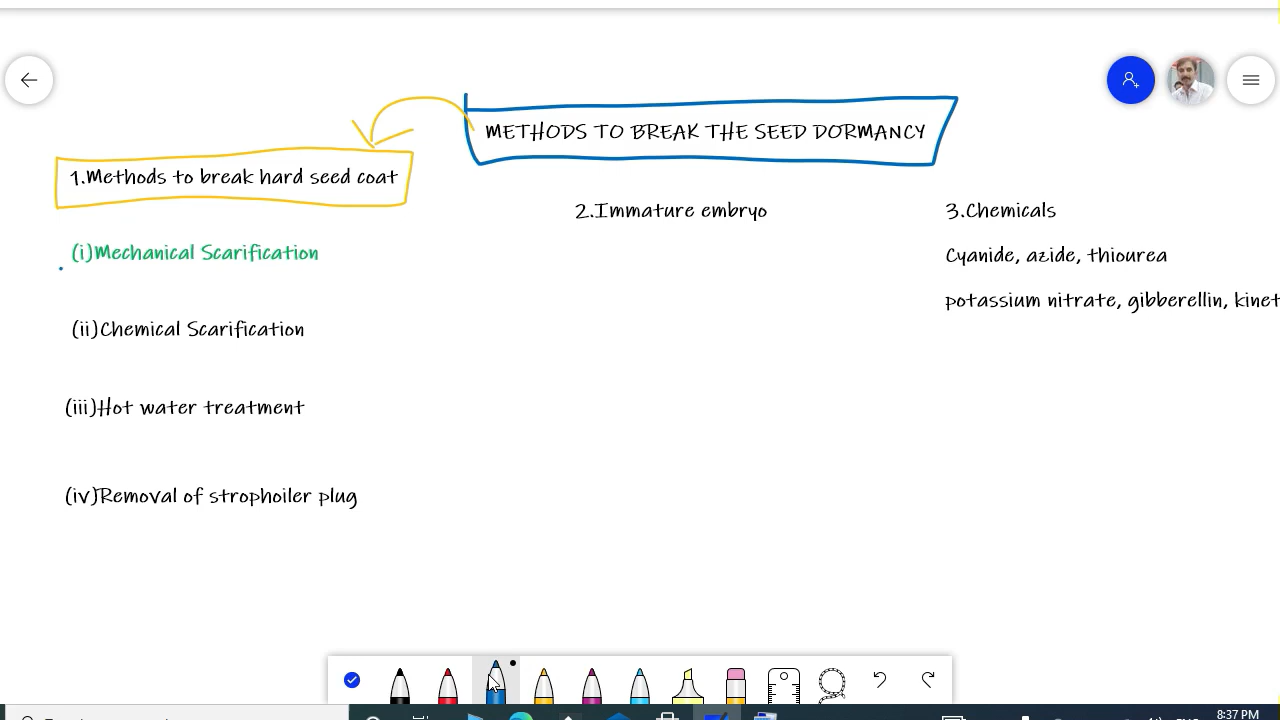 METHODS TO BREAK THE SEED DORMANCY
1.Methods to break hard seed coat
(i)Mechanical Scarification
(ii)Chemical Scarification
(iii)Hot water treatment
(iv)Removal of strophoiler plug
2.Immature embryo
3.Chemicals
Cyanide, azide, thiourea
potassium nitrate, gibberellin, kinet
8:37 PM